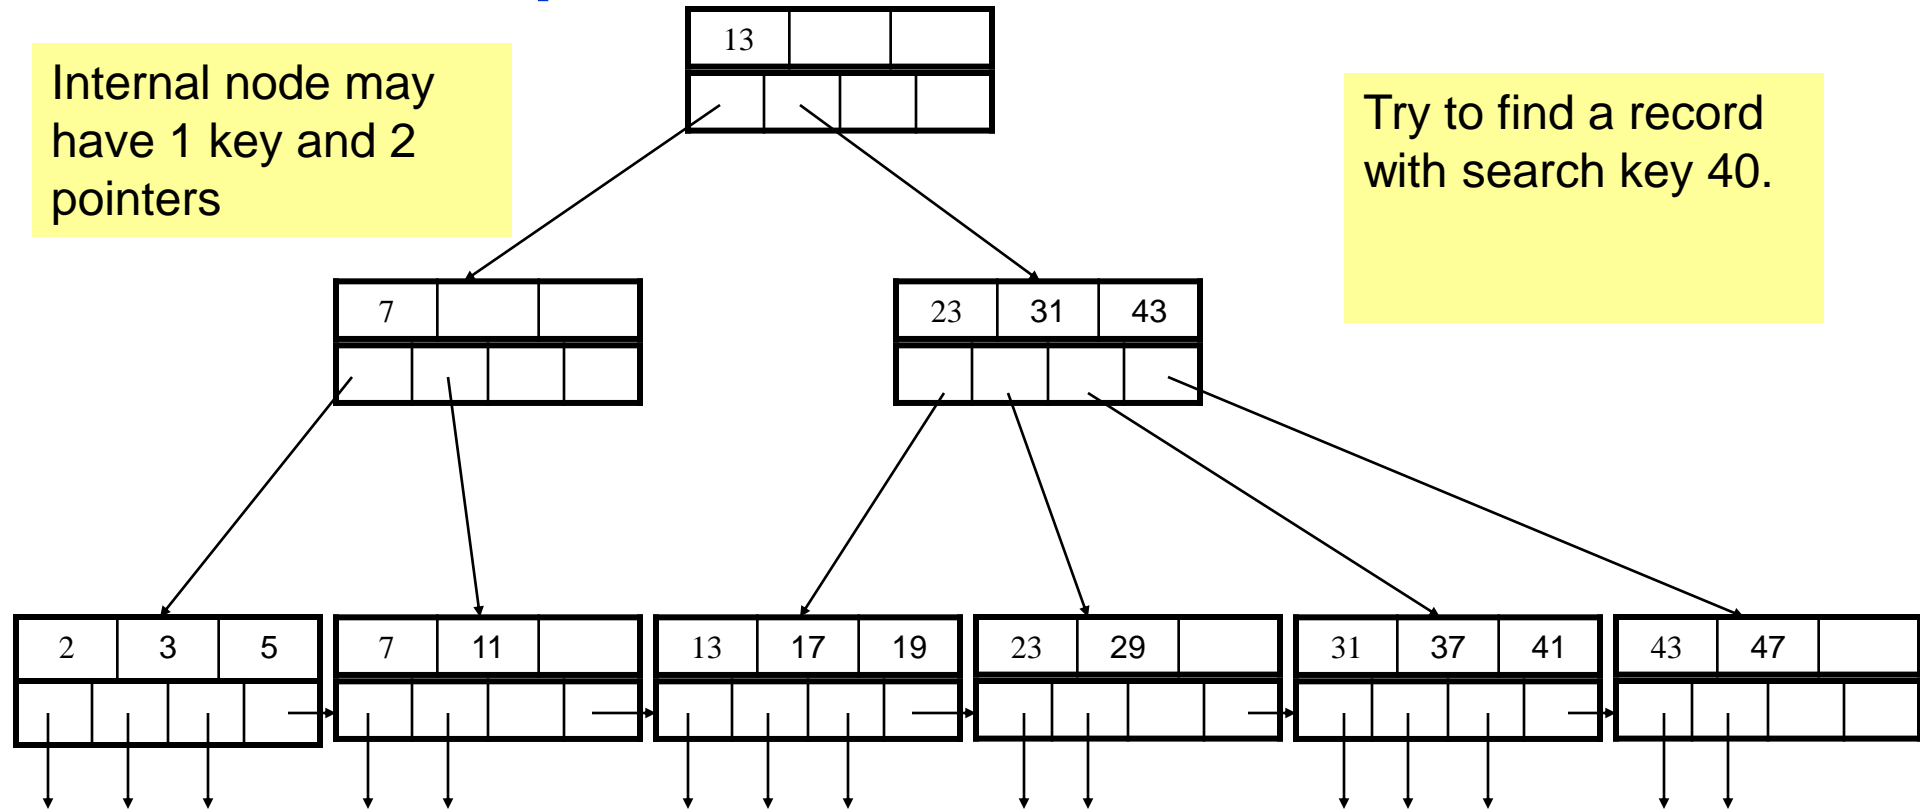 13
Internal node may
have 1 key and 2
pointers
Try to find a record
with search key 40.
7
23 31 43
2 3 5
7 11
13 17 19
23 29
31 37 41
43 47